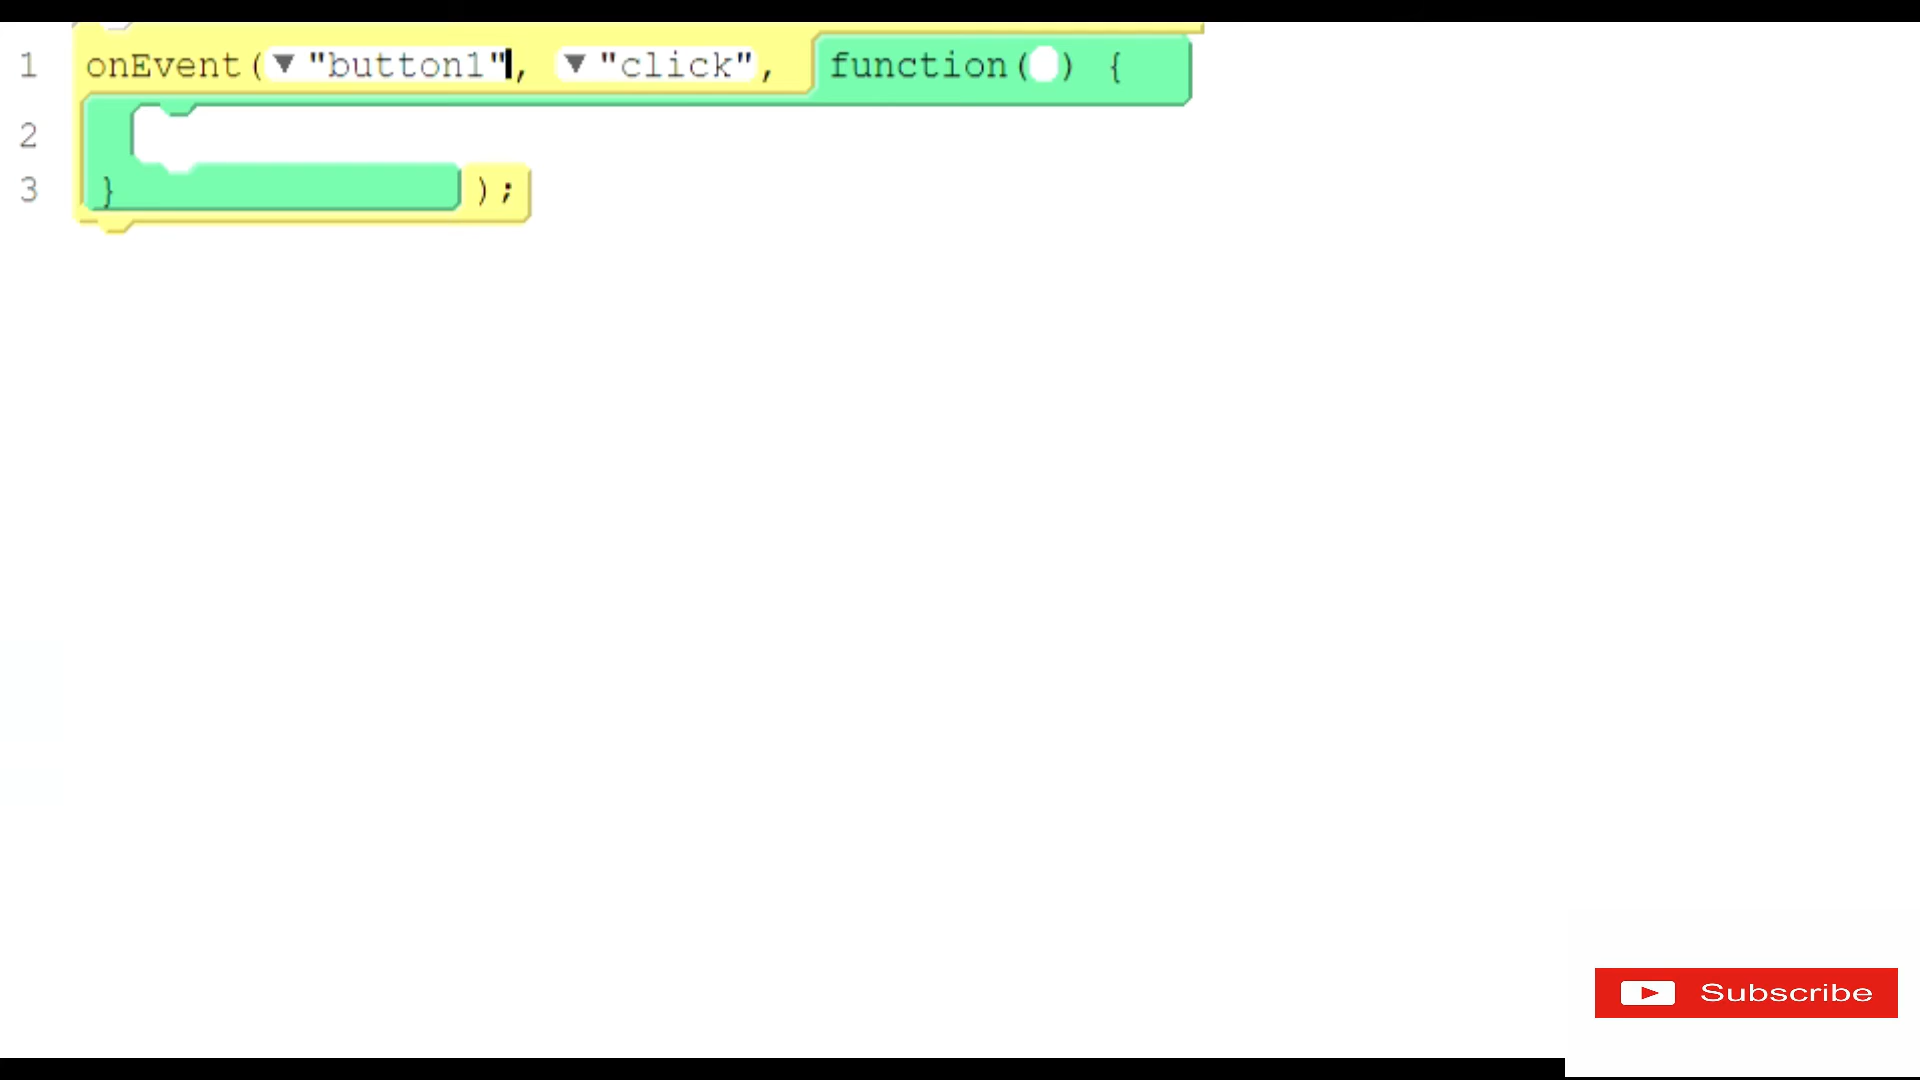 1 onEvent(▼"button1", ▼"click", function( ) {
2
3 } );
Subscribe